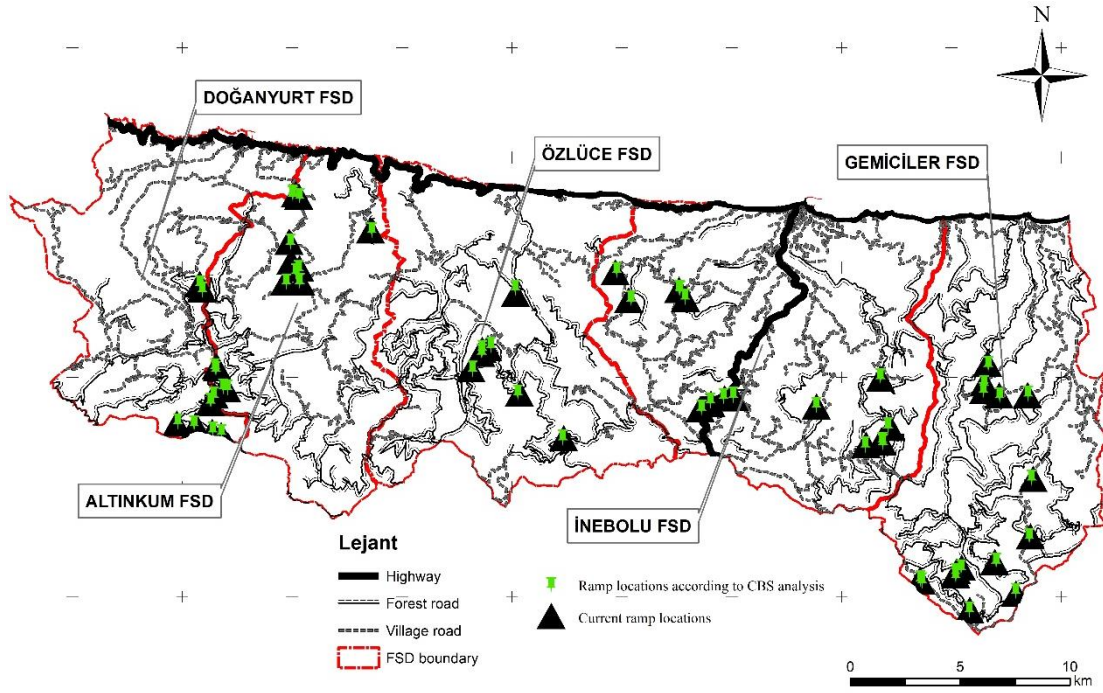 N
DOĞANYURT FSD
ÖZLÜCE FSD
GEMİCİLER FSD
ALTINKUM FSD
İNEBOLU FSD
Lejant
Highway
Forest road
Village road
FSD boundary
Ramp locations according to CBS analysis
Current ramp locations
0 5 10
km